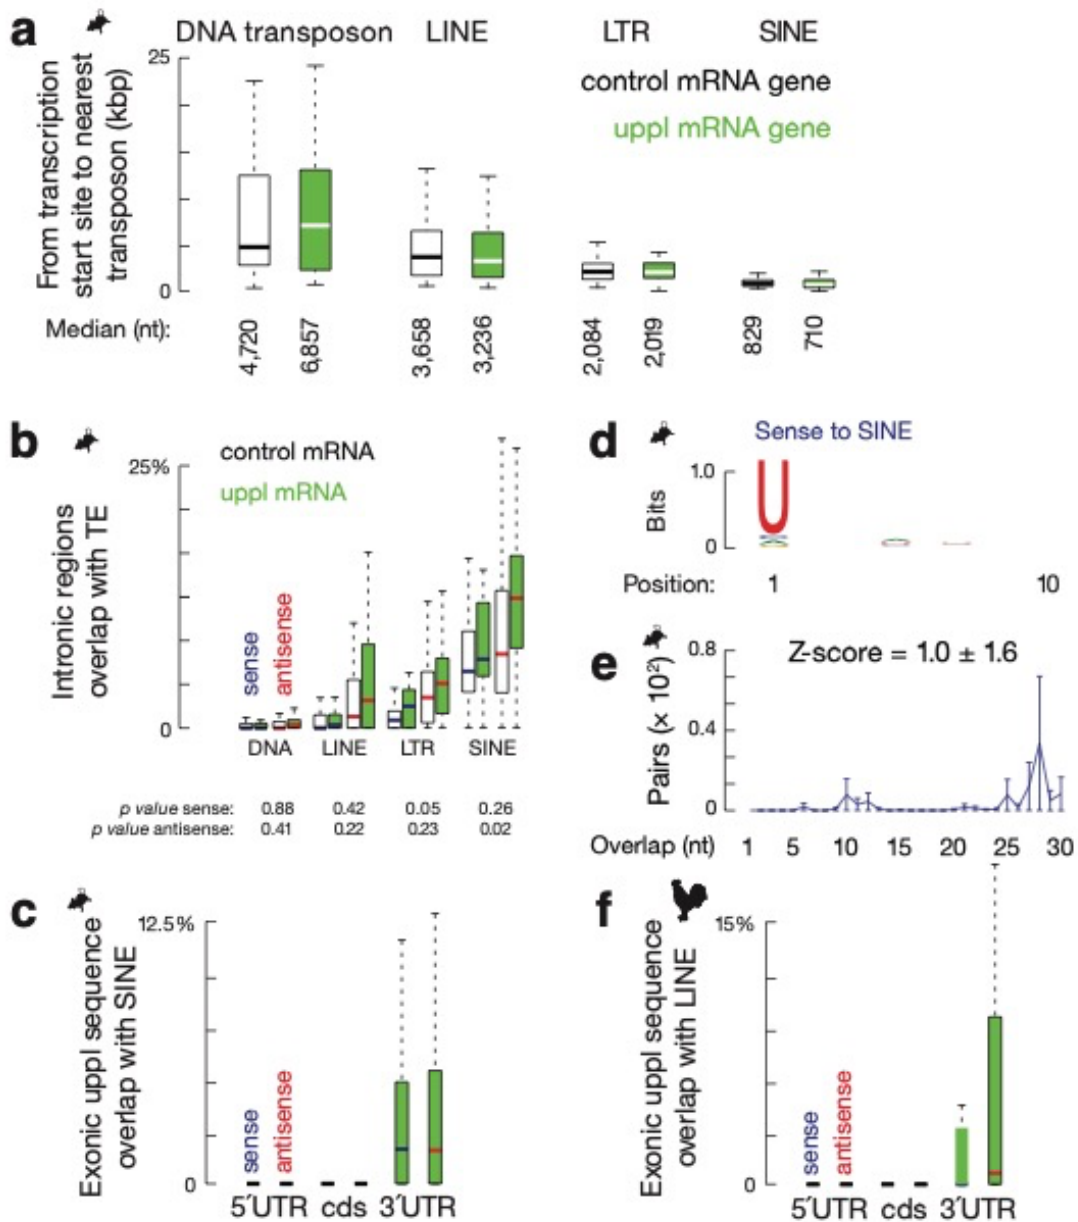 a
DNA transposon LINE LTR SINE
control mRNA gene
uppl mRNA gene
From transcription
start site to nearest
transposon (kbp)
25
0
Median (nt):
4,720 6,857 3,658 3,236 2,084 2,019 829 710
b
control mRNA
uppl mRNA
Intronic regions
overlap with TE
25%
0
sense
antisense
DNA LINE LTR SINE
p value sense: 0.88 0.42 0.05 0.26
p value antisense: 0.41 0.22 0.23 0.02
c
Exonic uppl sequence
overlap with SINE
12.5%
0
sense
antisense
5´UTR cds 3´UTR
d
Sense to SINE
Bits
1.0
0
U
Position: 1 10
e
Z-score = 1.0 ± 1.6
Pairs (× 10²)
0.8
0.4
0
Overlap (nt) 1 5 10 15 20 25 30
f
Exonic uppl sequence
overlap with LINE
15%
0
sense
antisense
5´UTR cds 3´UTR